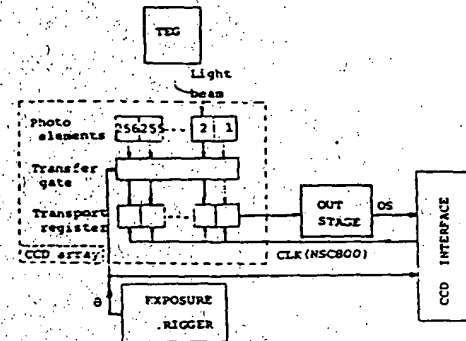 TEG
Light
beam
Photo
elements
256 255 2 1
Transfer
gate
Transport
register
OUT
STAGE
OS
CCD INTERFACE
CCD array
CLK(NSC800)
θ
EXPOSURE
.RIGGER